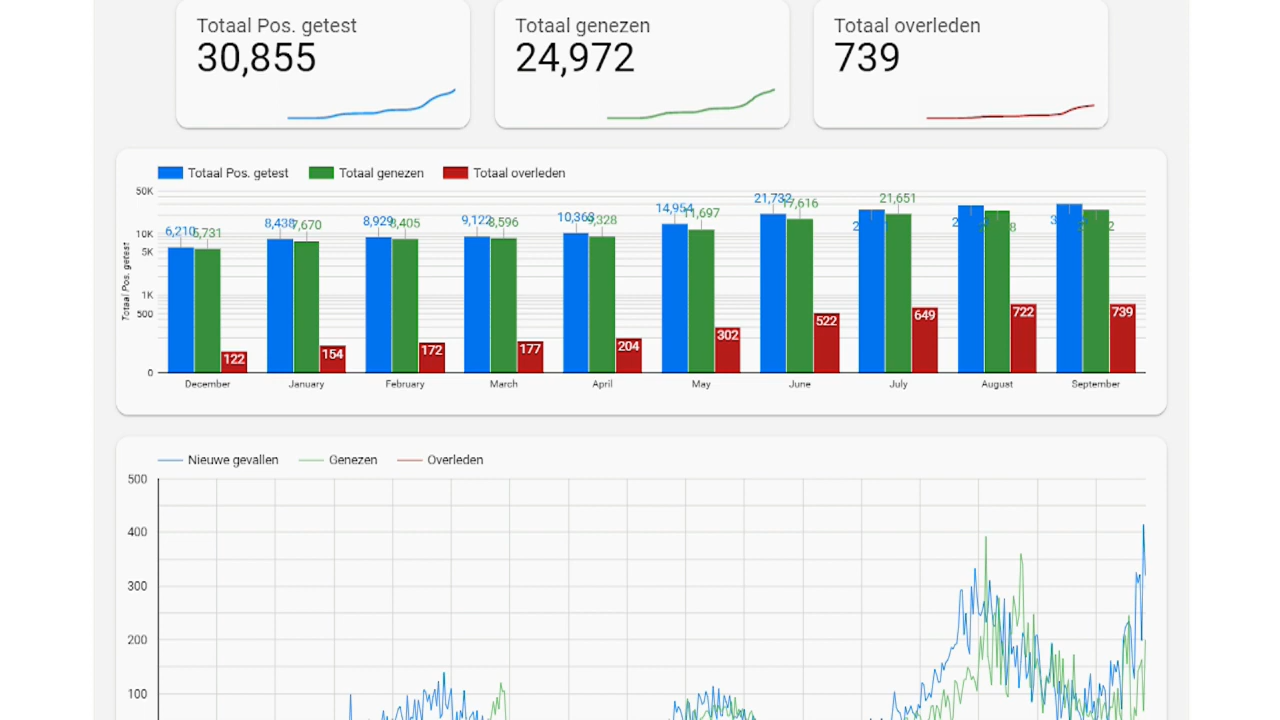 Totaal Pos. getest
30,855
Totaal genezen
24,972
Totaal overleden
739
Totaal Pos. getest
Totaal genezen
Totaal overleden
Totaal Pos. getest
50K
10K
5K
1K
500
0
6,210 5,731 122
8,438 7,670 154
8,929 8,405 172
9,122 8,596 177
10,363 9,328 204
14,954 11,697 302
21,732 17,616 522
21,651 649
722
739
December January February March April May June July August September
Nieuwe gevallen
Genezen
Overleden
500
400
300
200
100